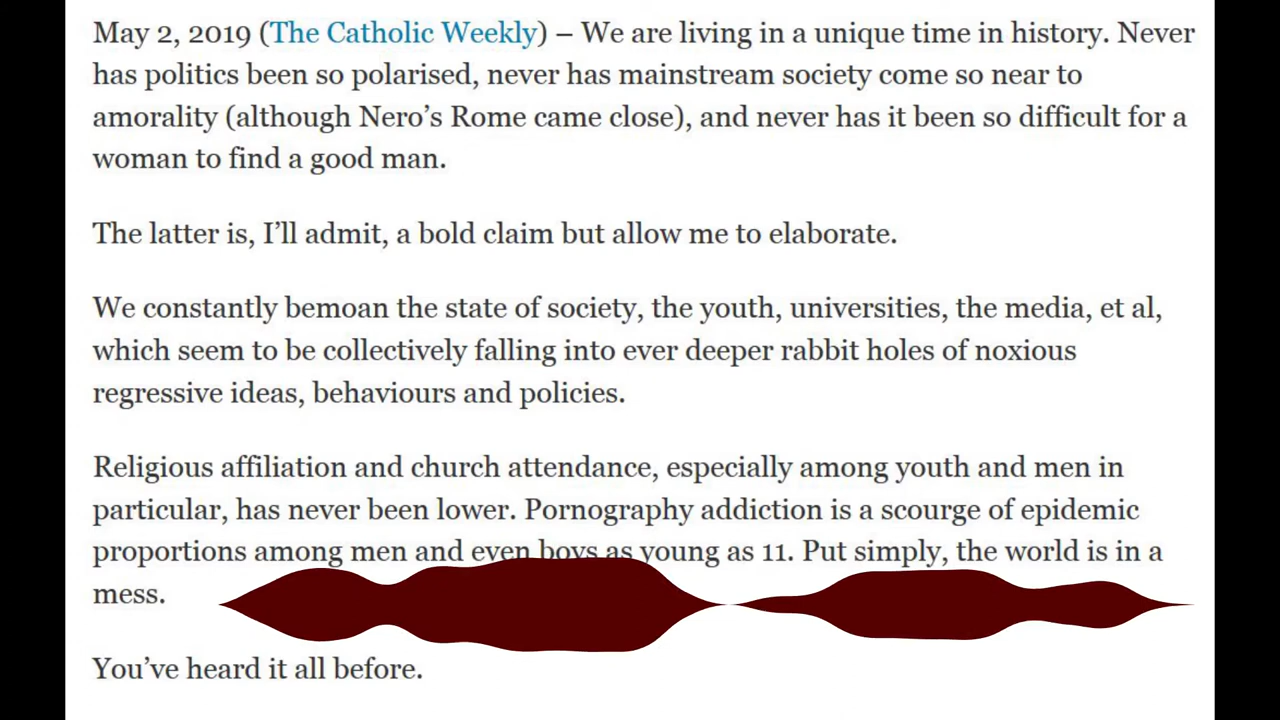 May 2, 2019 (The Catholic Weekly) – We are living in a unique time in history. Never
has politics been so polarised, never has mainstream society come so near to
amorality (although Nero’s Rome came close), and never has it been so difficult for a
woman to find a good man.
The latter is, I’ll admit, a bold claim but allow me to elaborate.
We constantly bemoan the state of society, the youth, universities, the media, et al,
which seem to be collectively falling into ever deeper rabbit holes of noxious
regressive ideas, behaviours and policies.
Religious affiliation and church attendance, especially among youth and men in
particular, has never been lower. Pornography addiction is a scourge of epidemic
proportions among men and even boys as young as 11. Put simply, the world is in a
mess.
You’ve heard it all before.